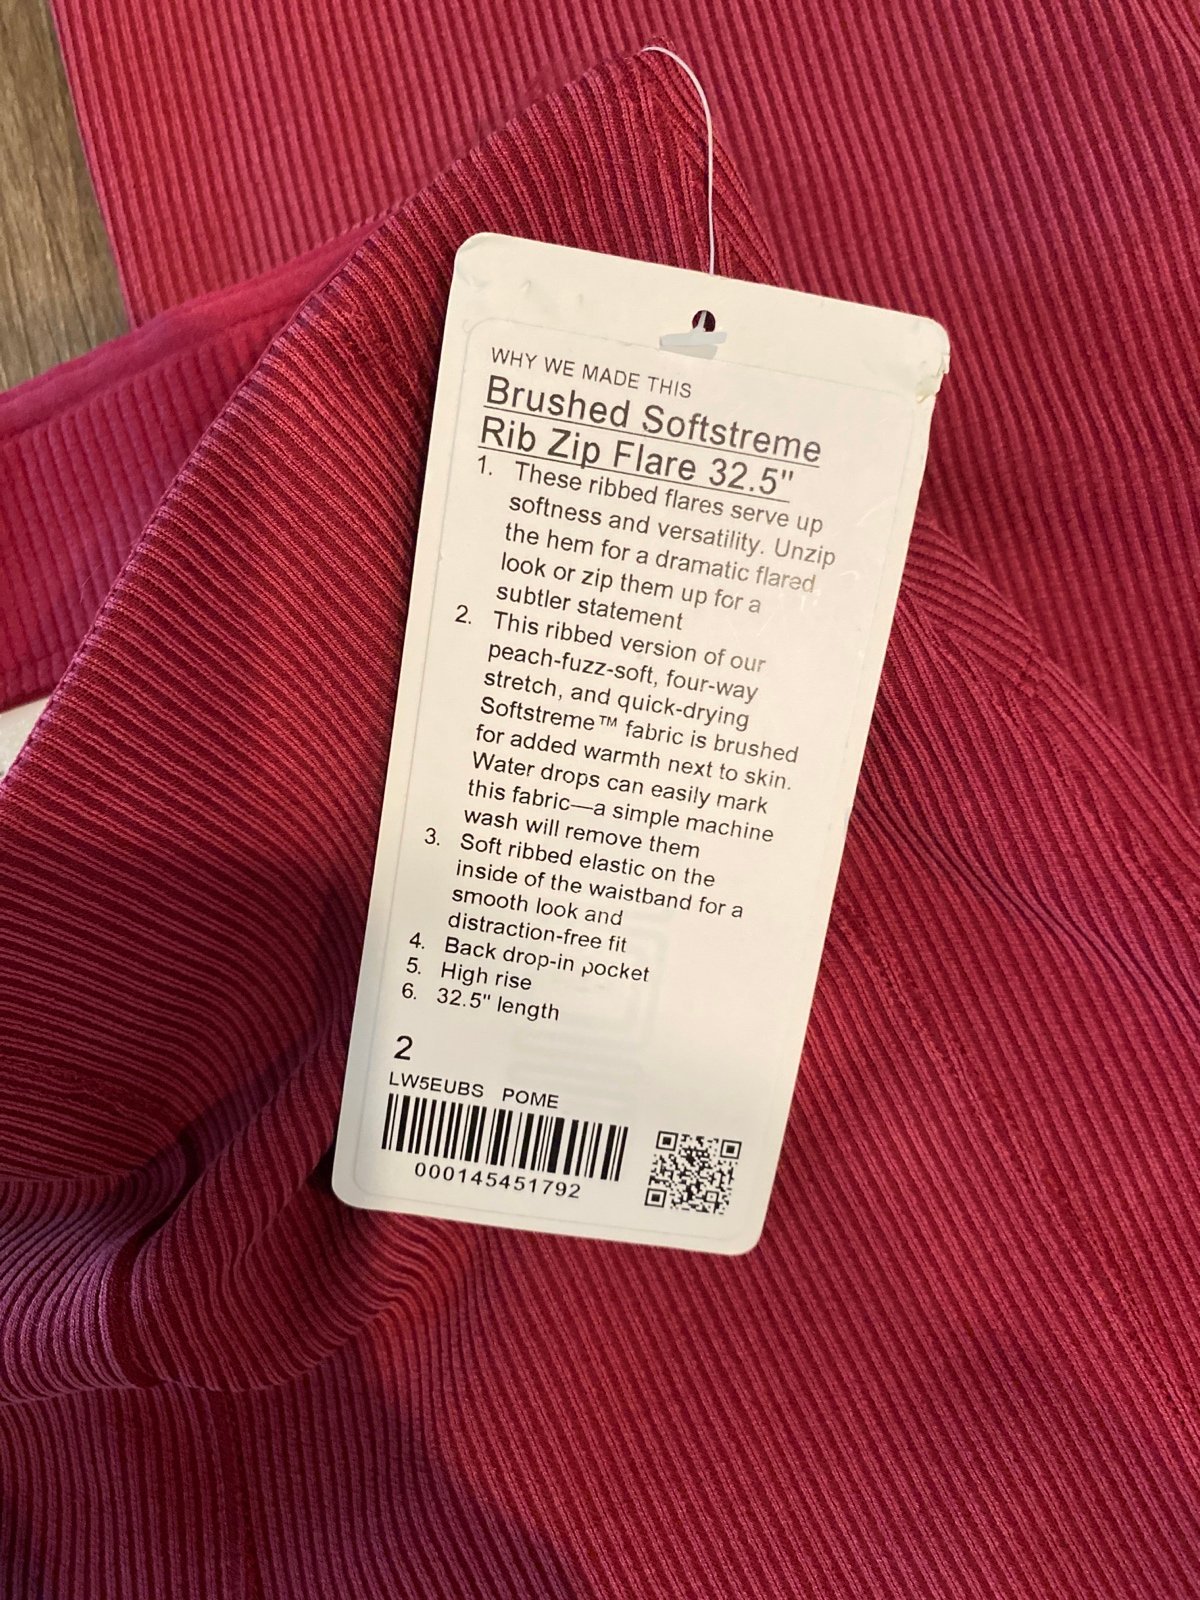 WHY WE MADE THIS
Brushed Softstreme
Rib Zip Flare 32.5"
1. These ribbed flares serve up
softness and versatility. Unzip
the hem for a dramatic flared
look or zip them up for a
subtler statement
2. This ribbed version of our
peach-fuzz-soft, four-way
stretch, and quick-drying
Softstreme™ fabric is brushed
for added warmth next to skin.
Water drops can easily mark
this fabric—a simple machine
wash will remove them
3. Soft ribbed elastic on the
inside of the waistband for a
smooth look and
distraction-free fit
4. Back drop-in pocket
5. High rise
6. 32.5" length
2
LW5EUBS POME
000145451792